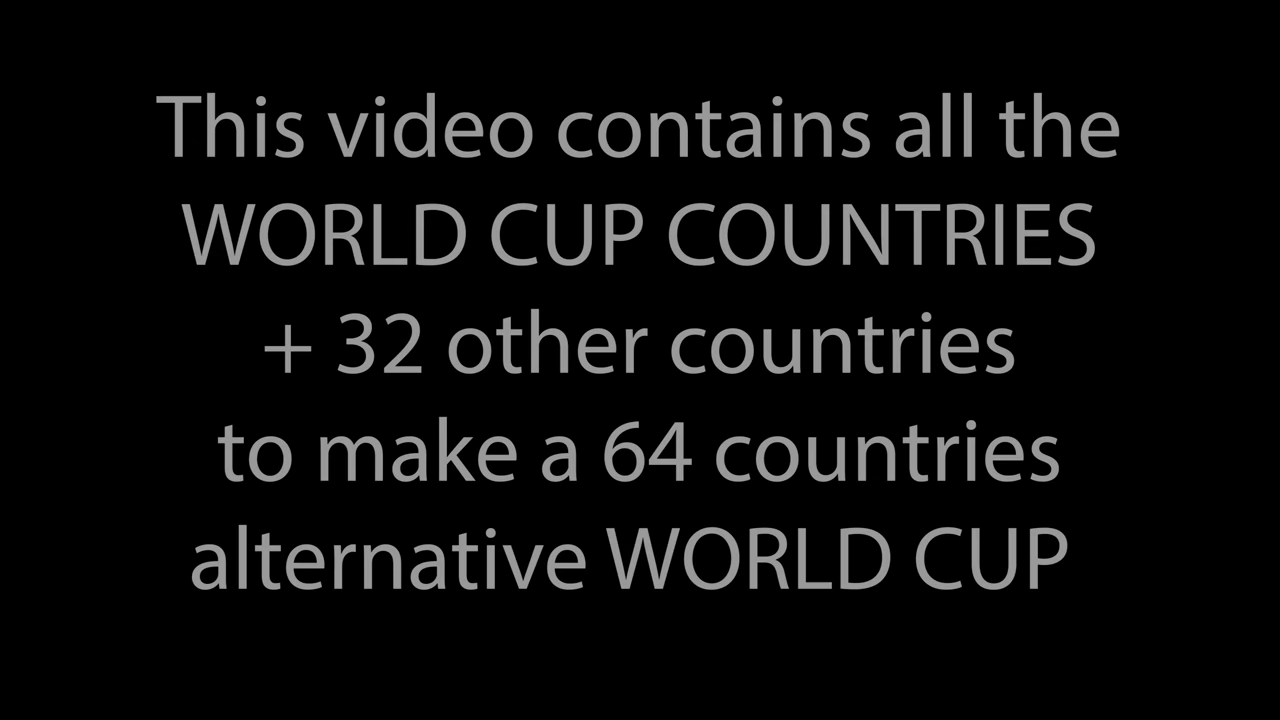 This video contains all the
WORLD CUP COUNTRIES
+ 32 other countries
to make a 64 countries
alternative WORLD CUP